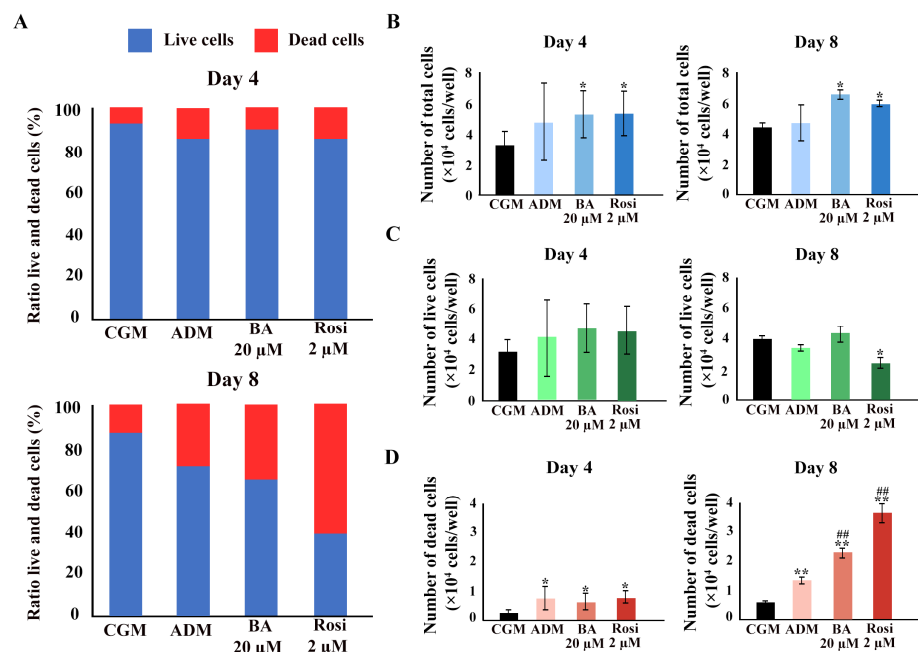 A
Live cells
Dead cells
Day 4
Ratio live and dead cells (%)
100
80
60
40
20
0
CGM
ADM
BA
20 µM
Rosi
2 µM
Day 8
Ratio live and dead cells (%)
100
80
60
40
20
0
CGM
ADM
BA
20 µM
Rosi
2 µM
B
Day 4
Number of total cells
(×10⁴ cells/well)
8
6
4
2
0
*
*
CGM
ADM
BA
20 µM
Rosi
2 µM
Day 8
Number of total cells
(×10⁴ cells/well)
8
6
4
2
0
*
*
CGM
ADM
BA
20 µM
Rosi
2 µM
C
Day 4
Number of live cells
(×10⁴ cells/well)
8
6
4
2
0
CGM
ADM
BA
20 µM
Rosi
2 µM
Day 8
Number of live cells
(×10⁴ cells/well)
8
6
4
2
0
*
CGM
ADM
BA
20 µM
Rosi
2 µM
D
Day 4
Number of dead cells
(×10⁴ cells/well)
4
3
2
1
0
*
*
*
CGM
ADM
BA
20 µM
Rosi
2 µM
Day 8
Number of dead cells
(×10⁴ cells/well)
4
3
2
1
0
**
##
**
##
**
CGM
ADM
BA
20 µM
Rosi
2 µM